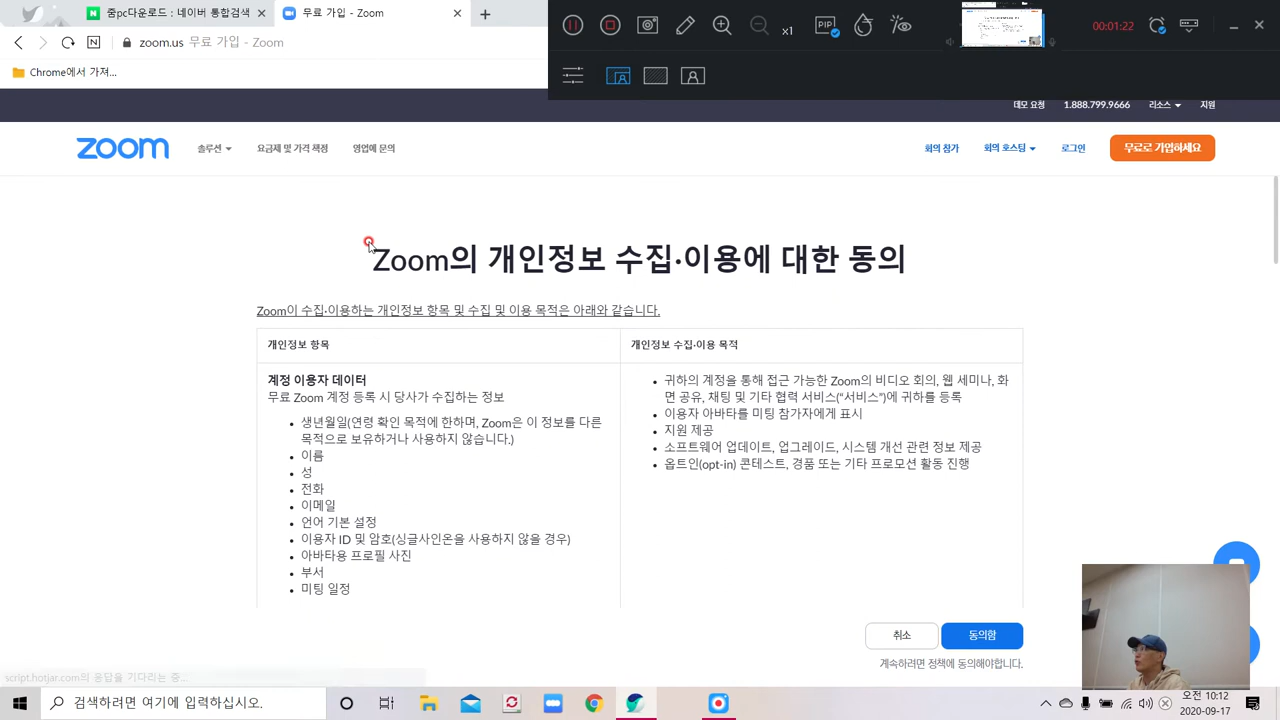 다운로드
무료 가입 - Zoom
zoom.us 무료 가입 - Zoom
Chrome에서 가져...
x1
PIP
00:01:22
데모 요청 1.888.799.9666 리소스 지원
zoom 솔루션 요금제 및 가격 책정 영업에 문의 회의 참가 회의 호스팅 로그인 무료로 가입하세요
Zoom의 개인정보 수집·이용에 대한 동의
Zoom이 수집·이용하는 개인정보 항목 및 수집 및 이용 목적은 아래와 같습니다.
개인정보 항목
계정 이용자 데이터
무료 Zoom 계정 등록 시 당사가 수집하는 정보
생년월일(연령 확인 목적에 한하며, Zoom은 이 정보를 다른
목적으로 보유하거나 사용하지 않습니다.)
이름
성
전화
이메일
언어 기본 설정
이용자 ID 및 암호(싱글사인온을 사용하지 않을 경우)
아바타용 프로필 사진
부서
미팅 일정
개인정보 수집·이용 목적
귀하의 계정을 통해 접근 가능한 Zoom의 비디오 회의, 웹 세미나, 화
면 공유, 채팅 및 기타 협력 서비스(“서비스”)에 귀하를 등록
이용자 아바타를 미팅 참가자에게 표시
지원 제공
소프트웨어 업데이트, 업그레이드, 시스템 개선 관련 정보 제공
옵트인(opt-in) 콘테스트, 경품 또는 기타 프로모션 활동 진행
취소 동의함
계속하려면 정책에 동의해야합니다.
script.hotjar.com의 응답을 기다리는 중...
검색하려면 여기에 입력하십시오.
오전 10:12
2020-09-17